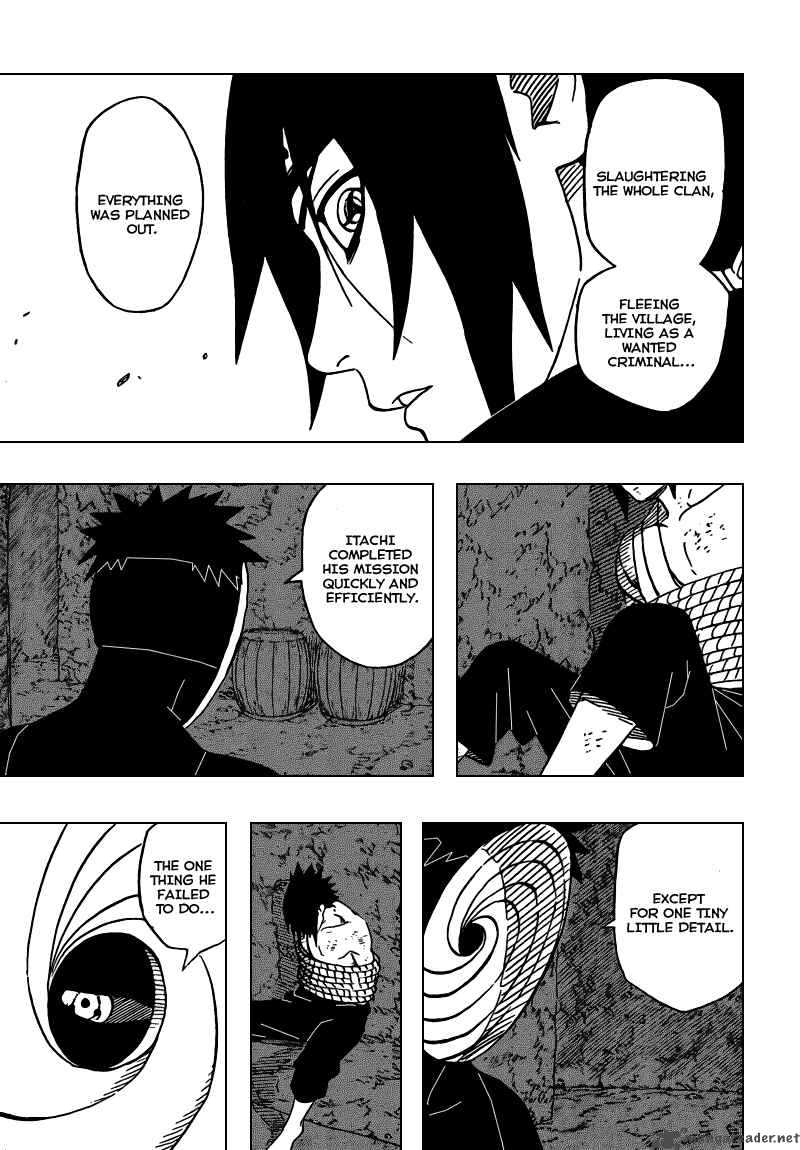 SLAUGHTERING
THE WHOLE CLAN,
FLEEING
THE VILLAGE,
LIVING AS A
WANTED
CRIMINAL...
EVERYTHING
WAS PLANNED
OUT.
ITACHI
COMPLETED
HIS MISSION
QUICKLY AND
EFFICIENTLY.
EXCEPT
FOR ONE TINY
LITTLE DETAIL.
THE ONE
THING HE
FAILED
TO DO...